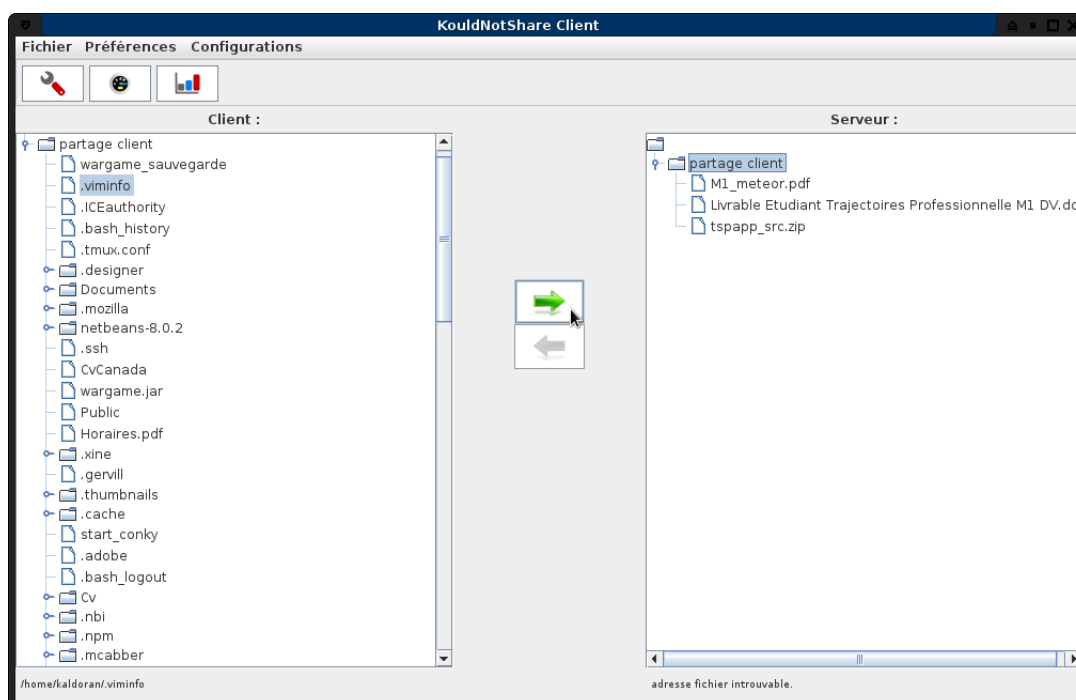 KouldNotShare Client
Fichier Préférences Configurations
Client :
Serveur :
partage client
wargame_sauvegarde
.viminfo
.ICEauthority
.bash_history
.tmux.conf
.designer
Documents
.mozilla
netbeans-8.0.2
.ssh
CvCanada
wargame.jar
Public
Horaires.pdf
.xine
.gervill
.thumbnails
.cache
start_conky
.adobe
.bash_logout
Cv
.nbi
.npm
.mcabber
partage client
M1_meteor.pdf
Livrable Etudiant Trajectoires Professionnelle M1 DV.do
tspapp_src.zip
/home/kaldoran/.viminfo
adresse fichier introuvable.